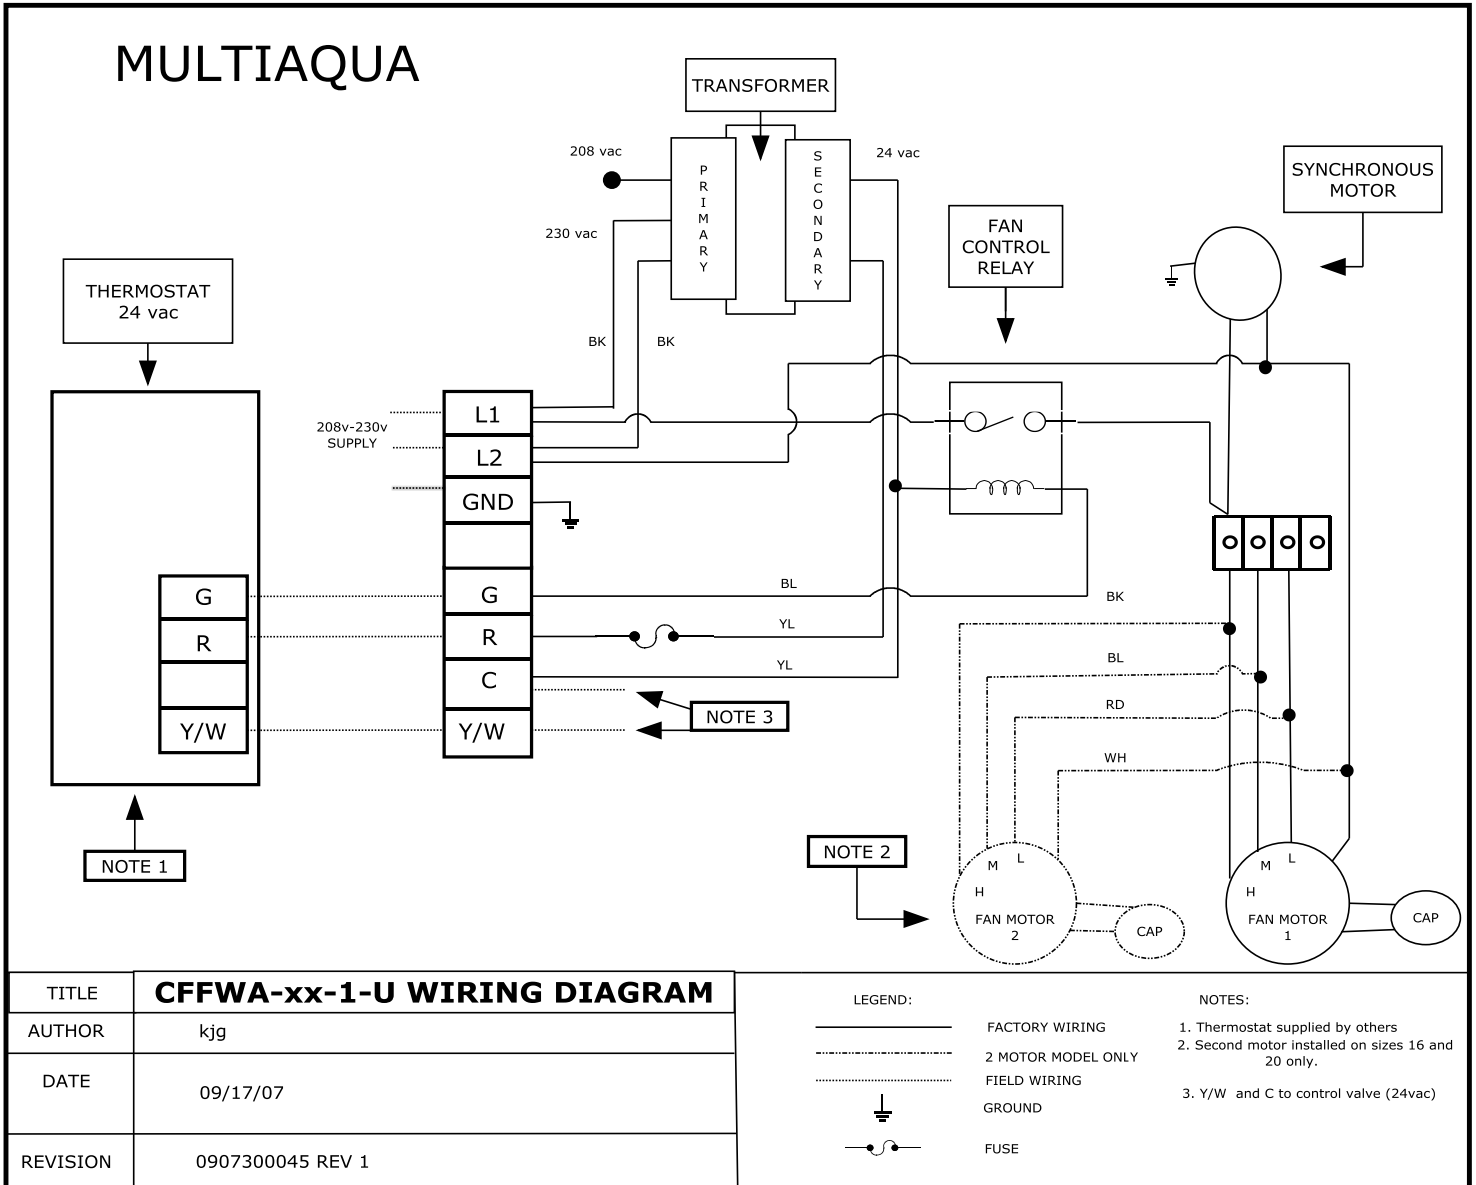 MULTIAQUA
TRANSFORMER
208 vac
24 vac
PRIMARY
SECONDARY
230 vac
SYNCHRONOUS
MOTOR
FAN
CONTROL
RELAY
THERMOSTAT
24 vac
BK
BK
208v-230v
SUPPLY
L1
L2
GND
G
R
C
Y/W
G
R
Y/W
BL
YL
YL
NOTE 3
BK
BL
RD
WH
NOTE 1
NOTE 2
H
M
L
FAN MOTOR
2
CAP
H
M
L
FAN MOTOR
1
CAP
TITLE
CFFWA-xx-1-U WIRING DIAGRAM
AUTHOR
kjg
DATE
09/17/07
REVISION
0907300045 REV 1
LEGEND:
FACTORY WIRING
2 MOTOR MODEL ONLY
FIELD WIRING
GROUND
FUSE
NOTES:
1. Thermostat supplied by others
2. Second motor installed on sizes 16 and
20 only.
3. Y/W and C to control valve (24vac)